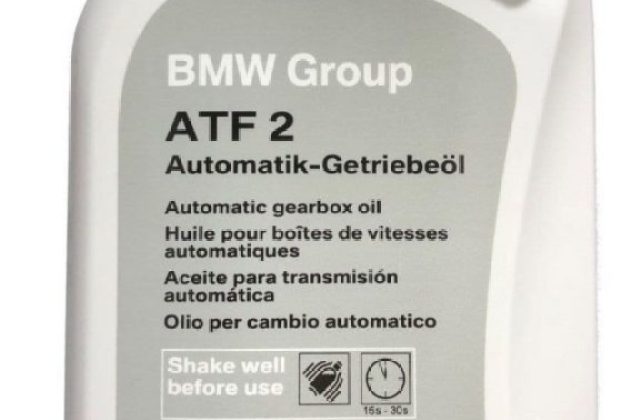 BMW Group
ATF 2
Automatik-Getriebeöl
Automatic gearbox oil
Huile pour boîtes de vitesses
automatiques
Aceite para transmisión
automática
Olio per cambio automatico
Shake well
before use
15s - 30s